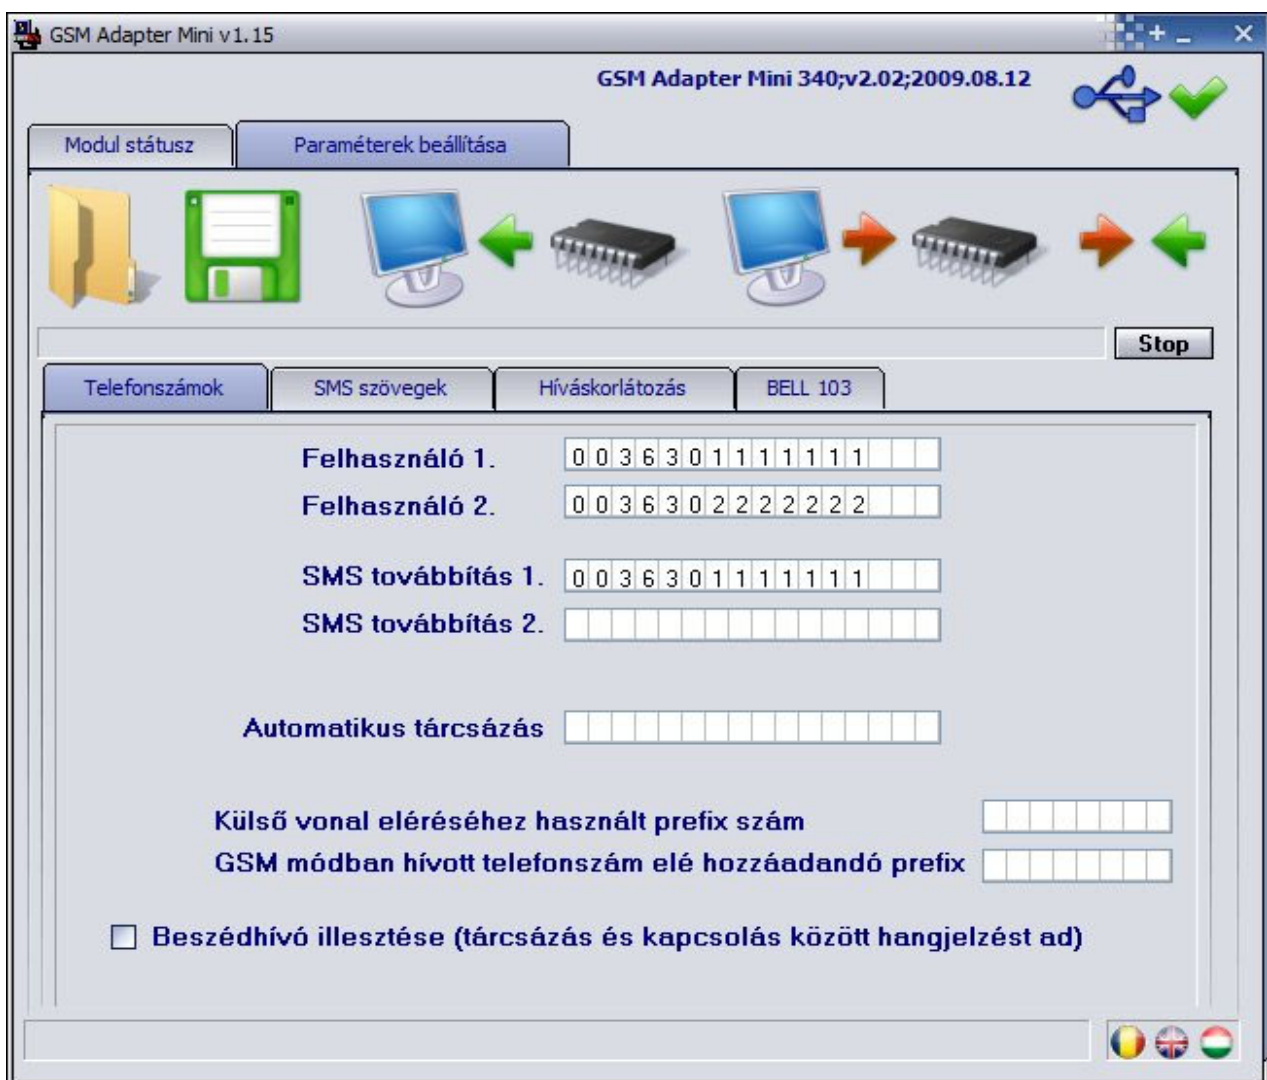 GSM Adapter Mini v1.15
GSM Adapter Mini 340;v2.02;2009.08.12
Modul státusz Paraméterek beállítása
Stop
Telefonszámok SMS szövegek Híváskorlátozás BELL 103
Felhasználó 1. 0036301111111
Felhasználó 2. 0036302222222
SMS továbbítás 1. 0036301111111
SMS továbbítás 2.
Automatikus tárcsázás
Külső vonal eléréséhez használt prefix szám
GSM módban hívott telefonszám elé hozzáadandó prefix
Beszédhívó illesztése (tárcsázás és kapcsolás között hangjelzést ad)